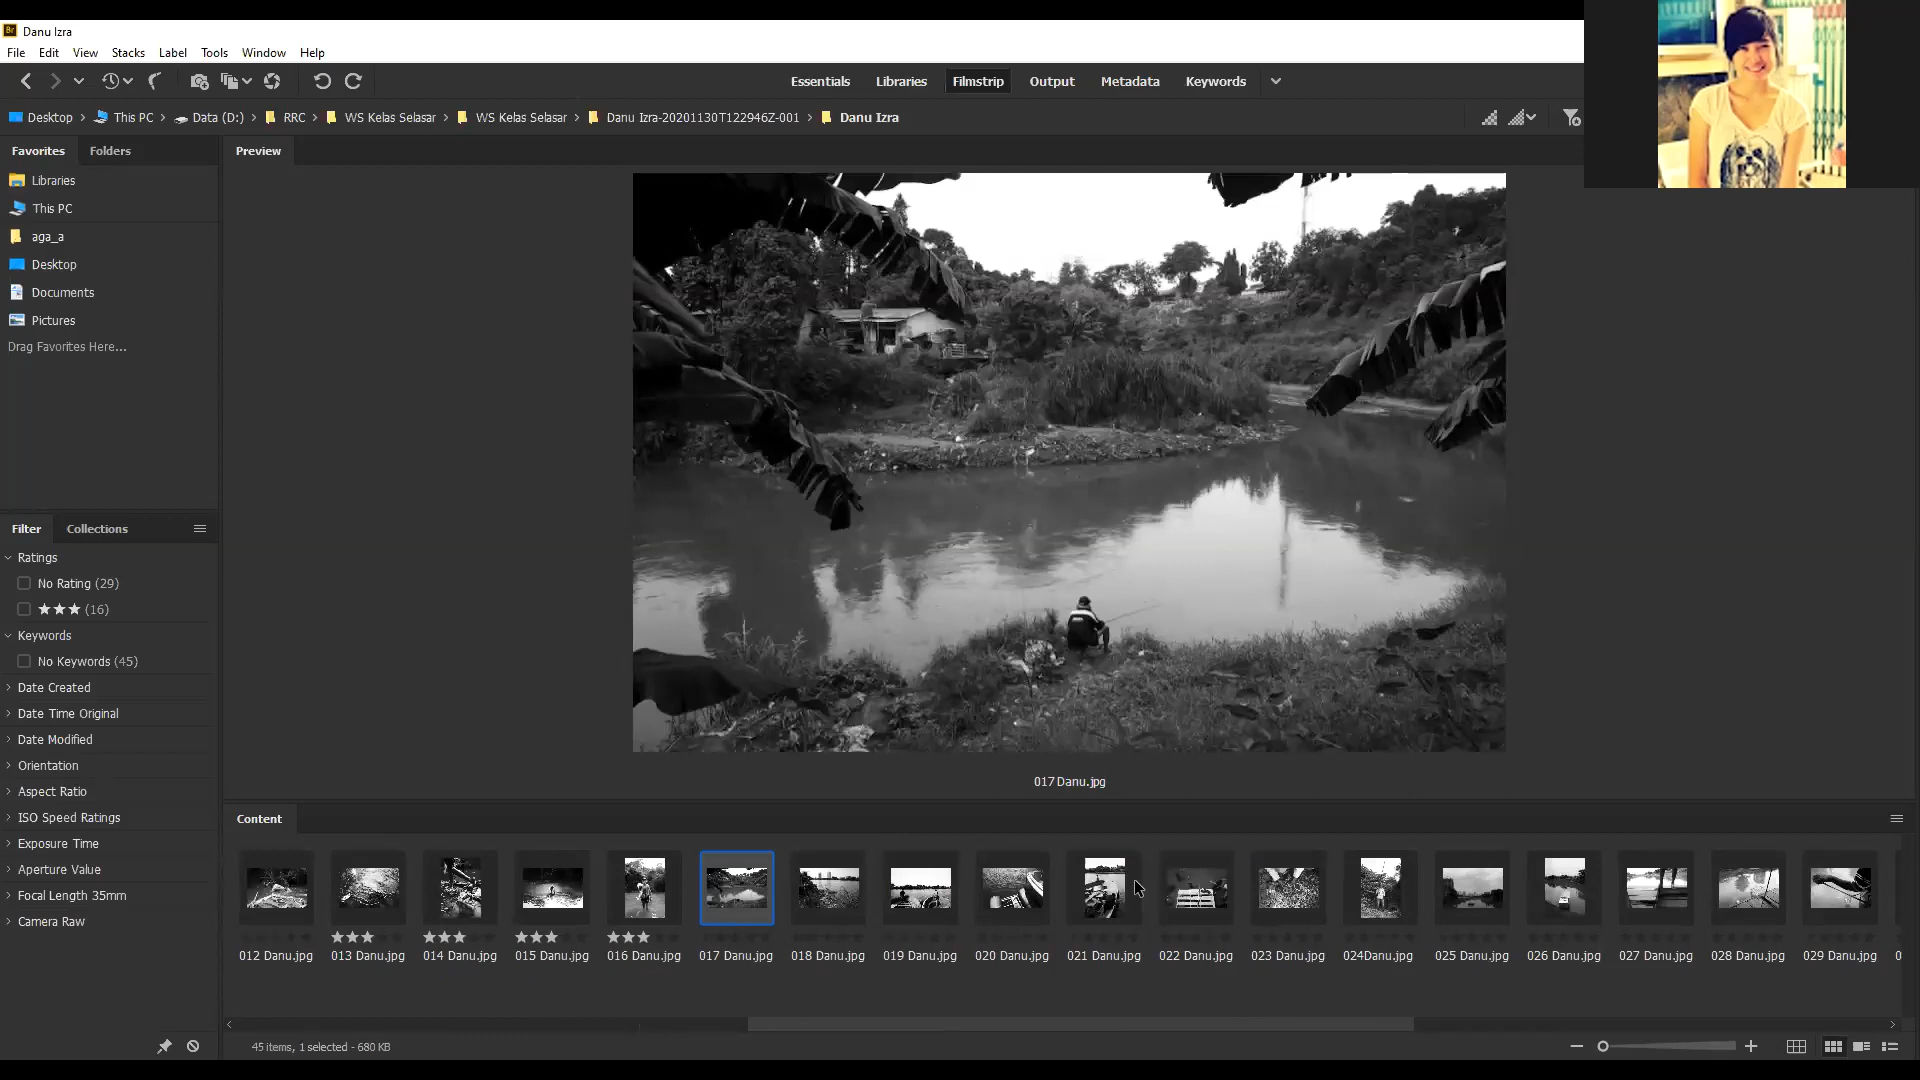 Br Danu Izra
File Edit View Stacks Label Tools Window Help
Essentials Libraries Filmstrip Output Metadata Keywords
Desktop This PC Data (D:) RRC WS Kelas Selasar WS Kelas Selasar Danu Izra-20201130T122946Z-001 Danu Izra
Favorites Folders
Preview
Libraries
This PC
aga_a
Desktop
Documents
Pictures
Drag Favorites Here...
Filter Collections
Ratings
No Rating (29)
★★★ (16)
Keywords
No Keywords (45)
Date Created
Date Time Original
Date Modified
Orientation
Aspect Ratio
ISO Speed Ratings
Exposure Time
Aperture Value
Focal Length 35mm
Camera Raw
017 Danu.jpg
Content
012 Danu.jpg 013 Danu.jpg 014 Danu.jpg 015 Danu.jpg 016 Danu.jpg 017 Danu.jpg 018 Danu.jpg 019 Danu.jpg 020 Danu.jpg 021 Danu.jpg 022 Danu.jpg 023 Danu.jpg 024Danu.jpg 025 Danu.jpg 026 Danu.jpg 027 Danu.jpg 028 Danu.jpg 029 Danu.jpg
45 items, 1 selected - 680 KB